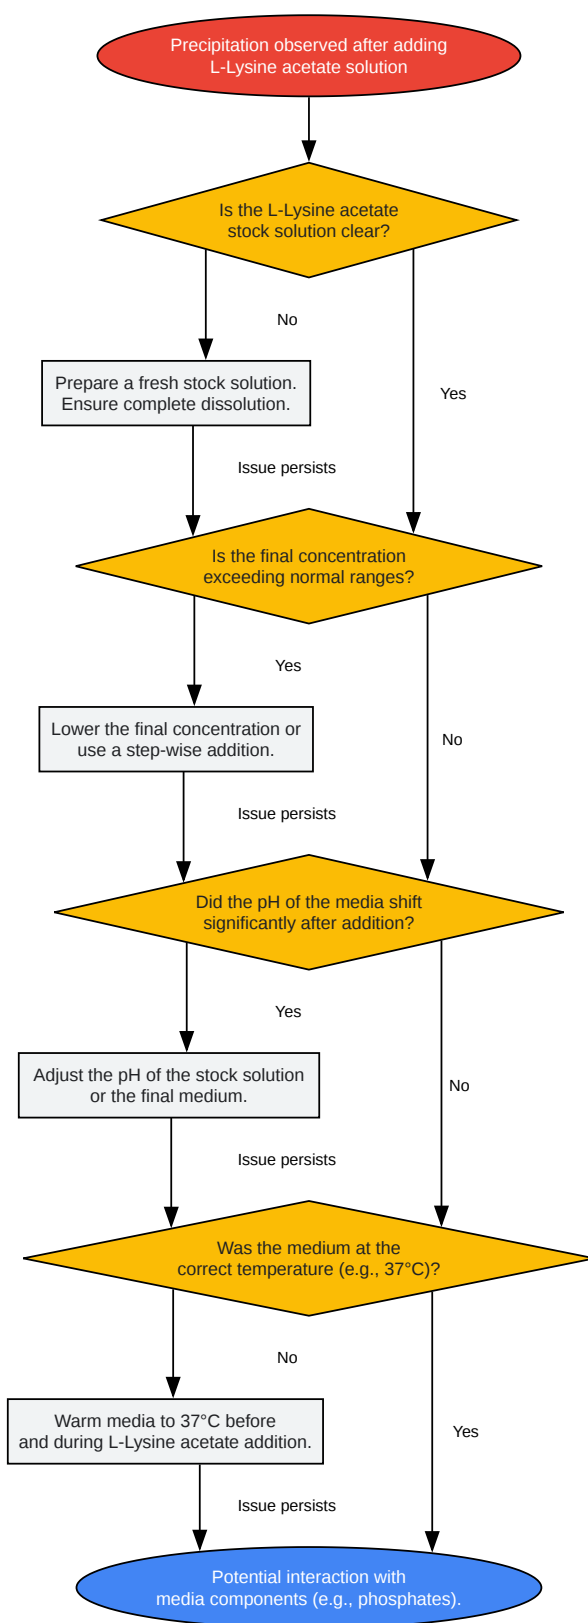 Precipitation observed after adding
L-Lysine acetate solution
Is the L-Lysine acetate
stock solution clear?
No
Prepare a fresh stock solution.
Ensure complete dissolution.
Yes
Issue persists
Is the final concentration
exceeding normal ranges?
Yes
Lower the final concentration or
use a step-wise addition.
No
Issue persists
Did the pH of the media shift
significantly after addition?
Yes
Adjust the pH of the stock solution
or the final medium.
No
Issue persists
Was the medium at the
correct temperature (e.g., 37°C)?
No
Warm media to 37°C before
and during L-Lysine acetate addition.
Yes
Issue persists
Potential interaction with
media components (e.g., phosphates).